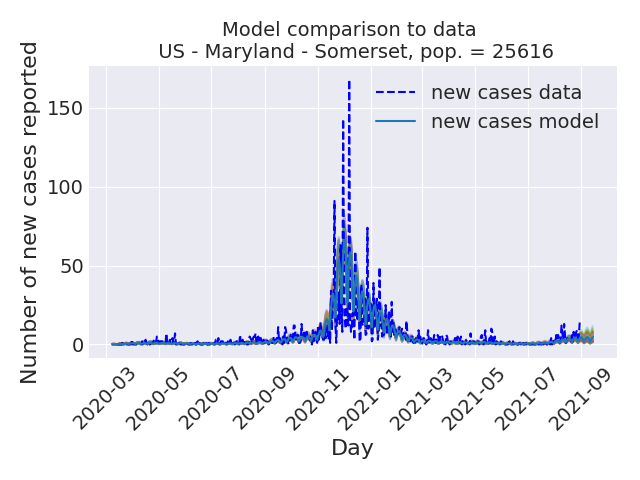 Model comparison to data
US - Maryland - Somerset, pop. = 25616
Number of new cases reported
150
100
50
0
new cases data
new cases model
2020-03
2020-05
2020-07
2020-09
2020-11
2021-01
2021-03
2021-05
2021-07
2021-09
Day